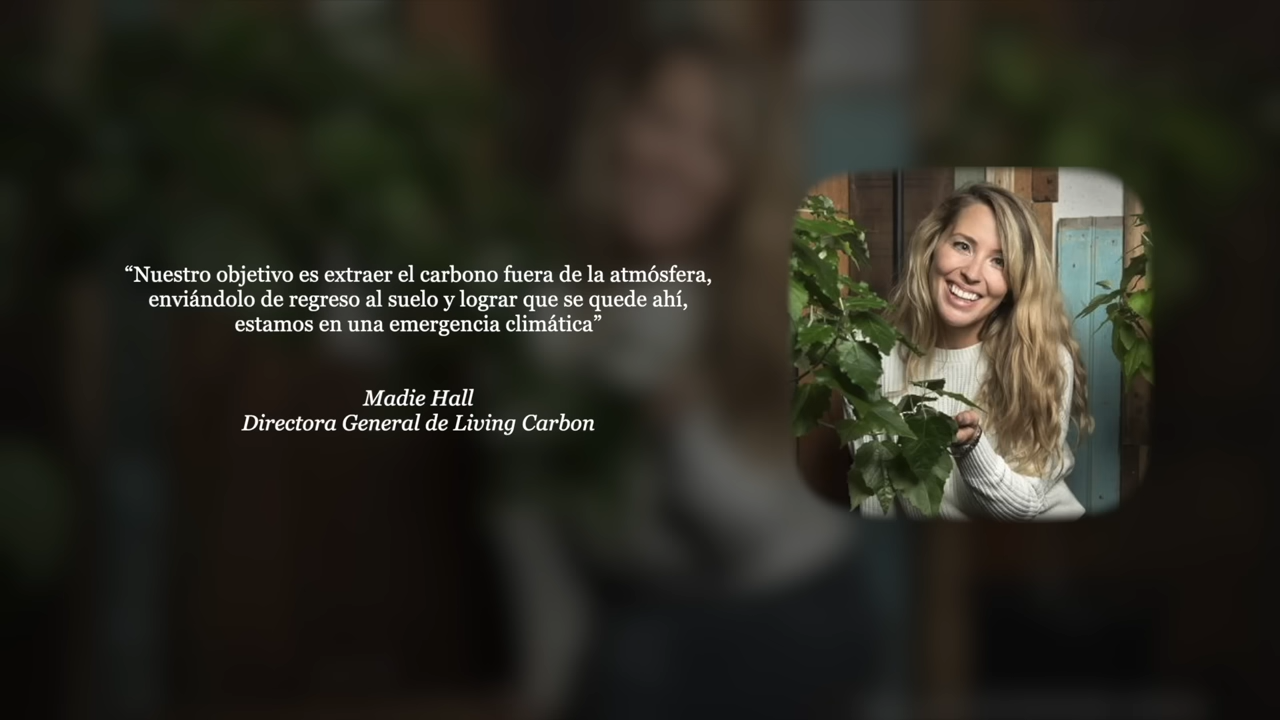 “Nuestro objetivo es extraer el carbono fuera de la atmósfera,
enviándolo de regreso al suelo y lograr que se quede ahí,
estamos en una emergencia climática”
Madie Hall
Directora General de Living Carbon